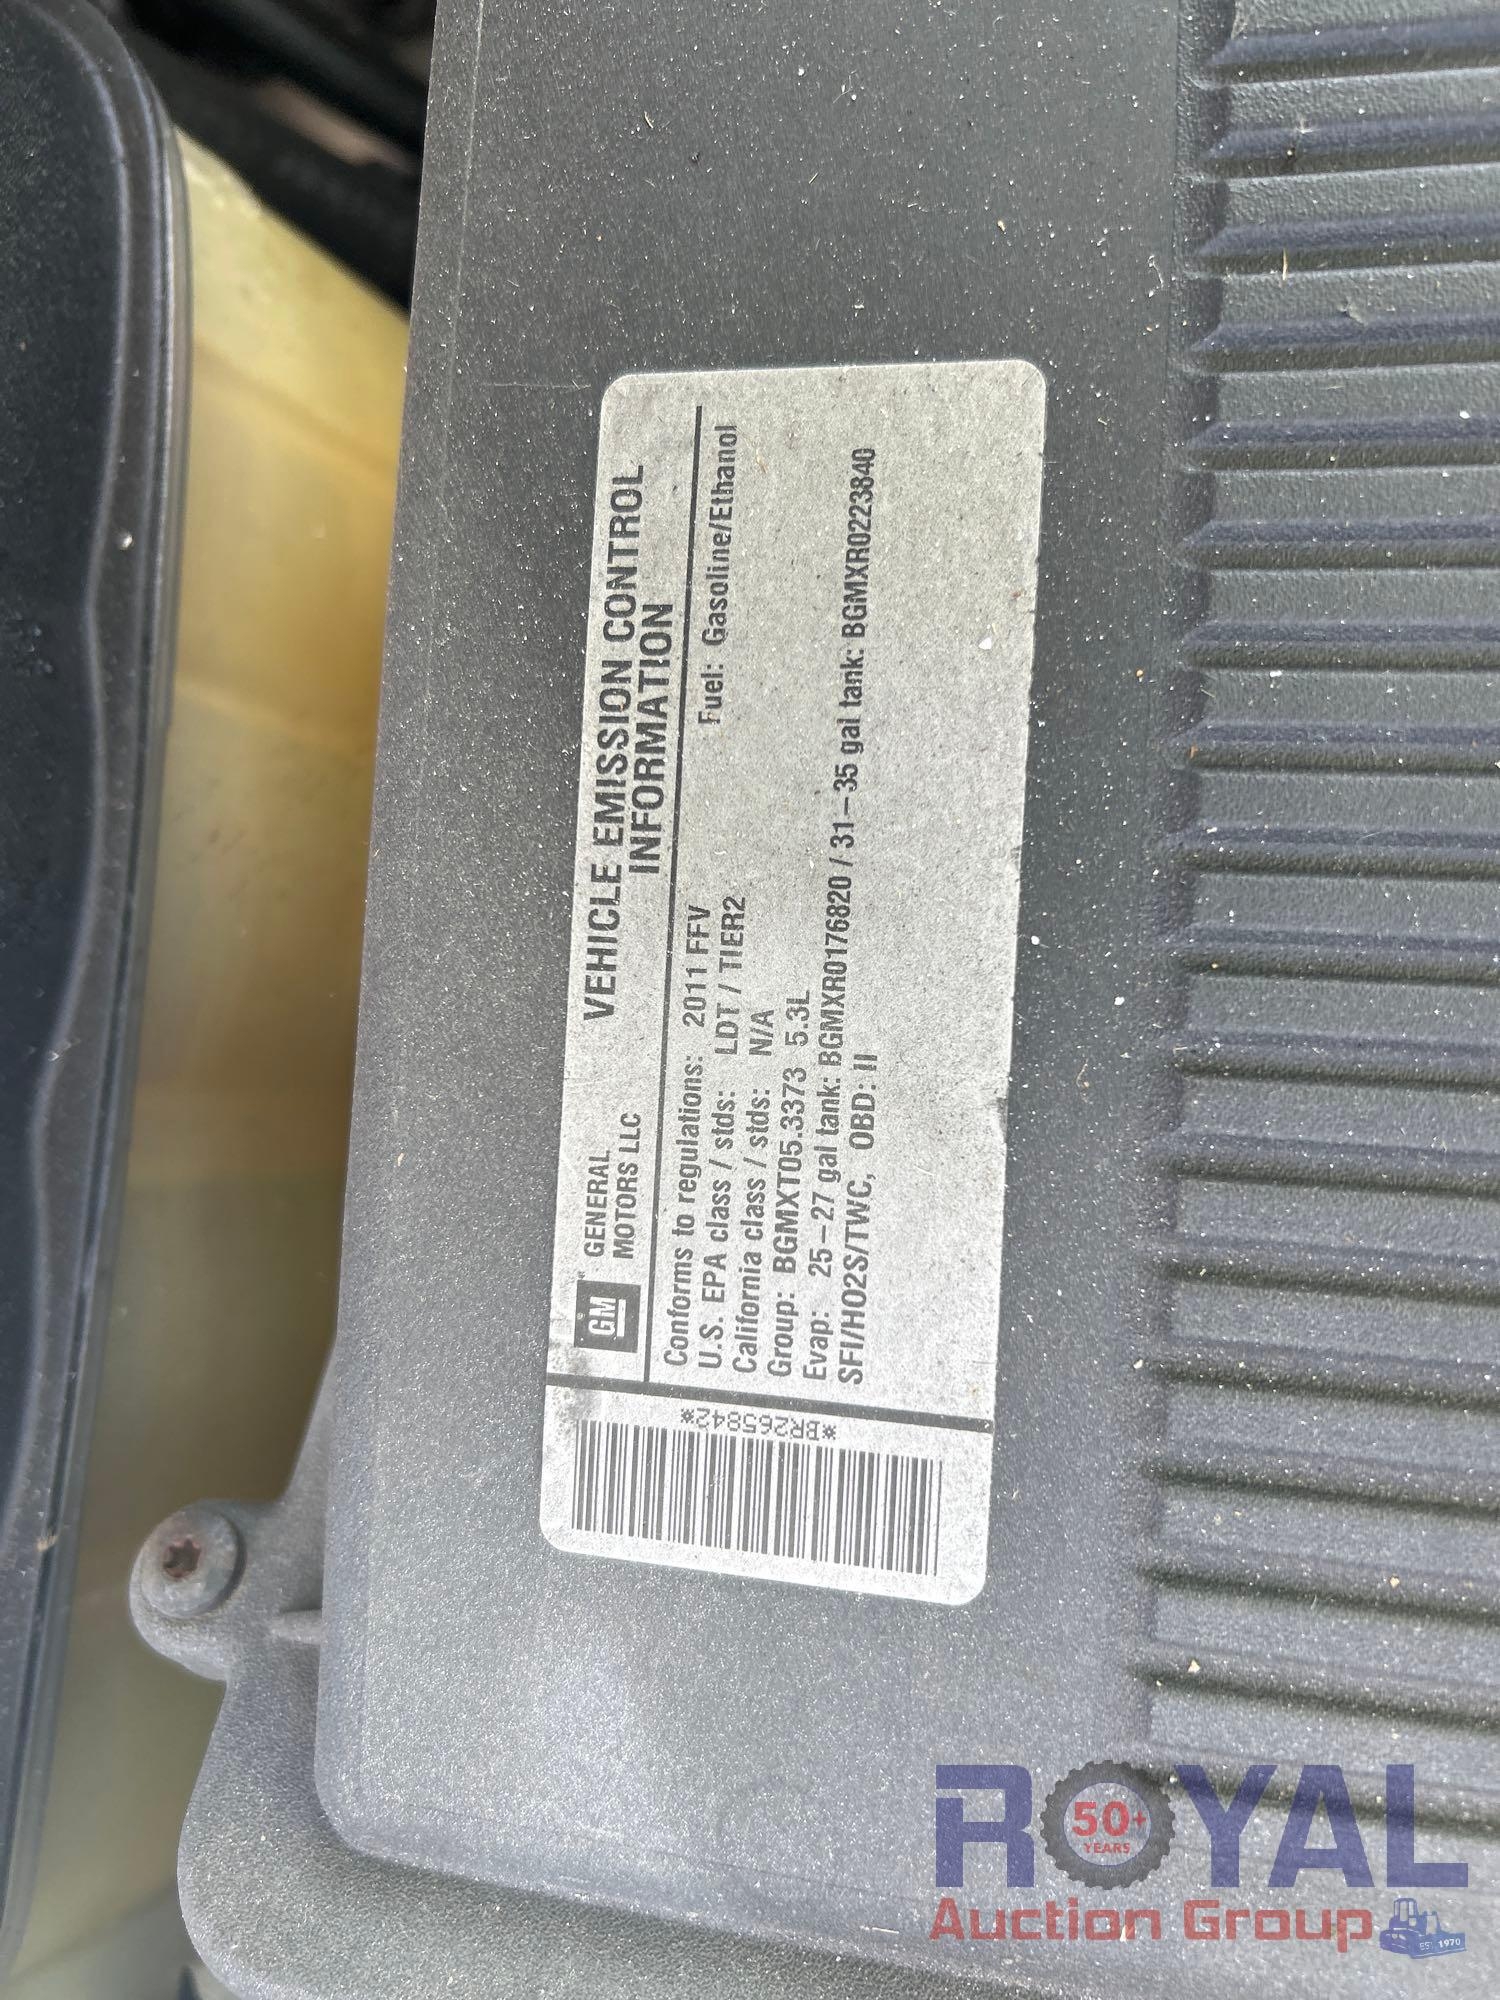 GM
GENERAL
MOTORS LLC
VEHICLE EMISSION CONTROL
INFORMATION
Conforms to regulations: 2011 FFV
Fuel: Gasoline/Ethanol
U.S. EPA class / stds: LDT / TIER2
California class / stds: N/A
Group: BGMXT05.3373 5.3L
Evap: 25-27 gal tank: BGMXR0176820 / 31-35 gal tank: BGMXR0223840
SFI/HO2S/TWC, OBD: II
*BR265842*
ROYAL
50+
YEARS
Auction Group
EST 1970